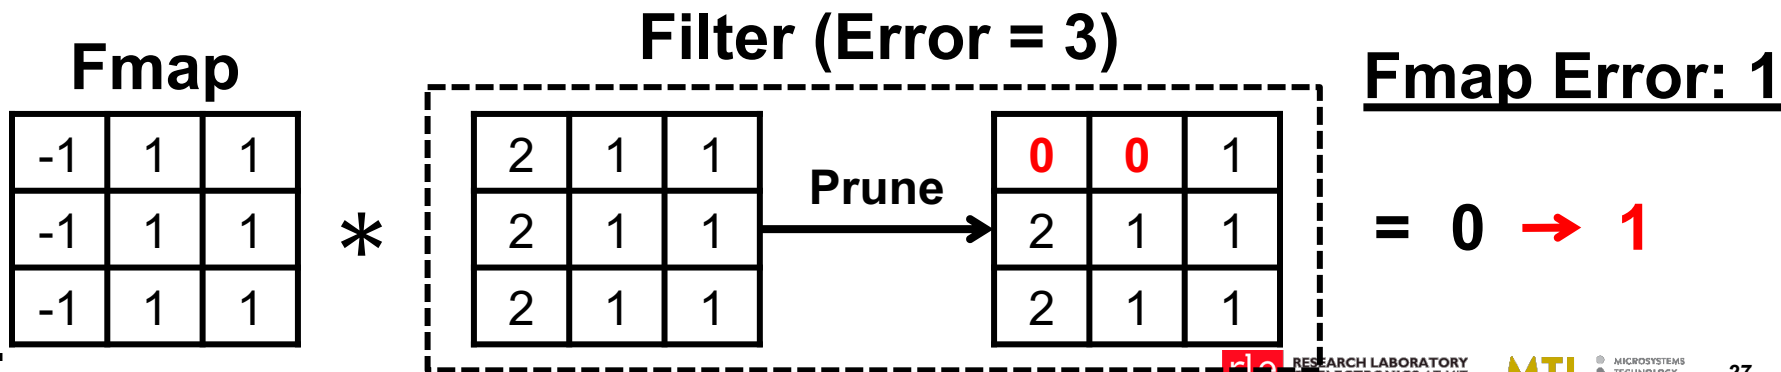 Filter (Error = 3)
Fmap
Fmap Error: 1
-1 1 1
-1 1 1
-1 1 1
*
2 1 1
2 1 1
2 1 1
Prune
0 0 1
2 1 1
2 1 1
= 0 → 1
RESEARCH LABORATORY
MICROSYSTEMS
27